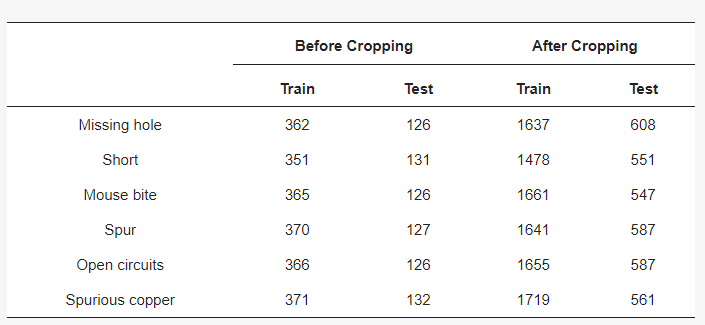 Before Cropping After Cropping
Train Test Train Test
Missing hole 362 126 1637 608
Short 351 131 1478 551
Mouse bite 365 126 1661 547
Spur 370 127 1641 587
Open circuits 366 126 1655 587
Spurious copper 371 132 1719 561